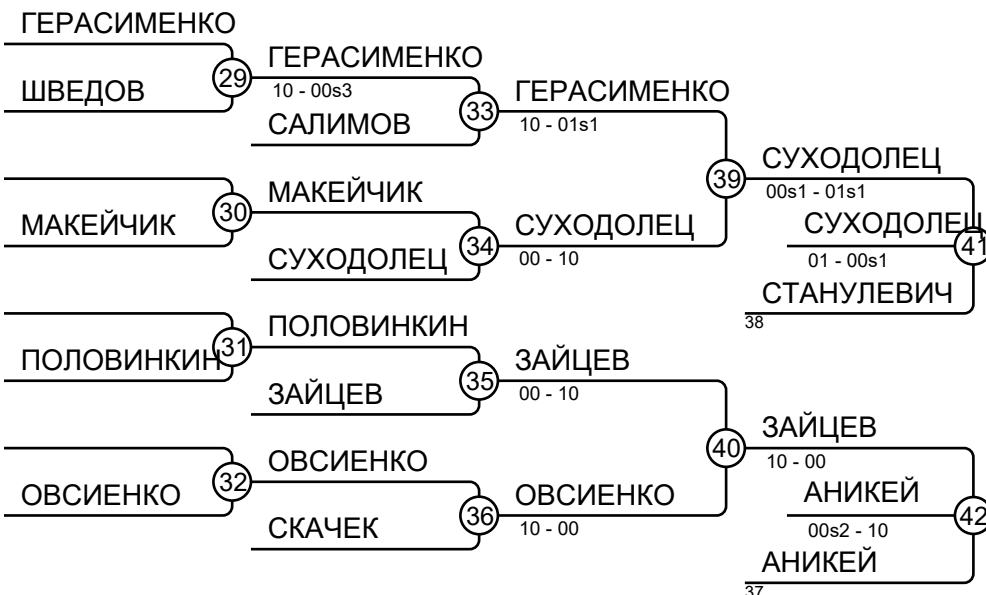 ГЕРАСИМЕНКО
29
ШВЕДОВ
ГЕРАСИМЕНКО
10 - 00s3
33
САЛИМОВ
ГЕРАСИМЕНКО
10 - 01s1
30
МАКЕЙЧИК
МАКЕЙЧИК
34
СУХОДОЛЕЦ
СУХОДОЛЕЦ
00 - 10
39
СУХОДОЛЕЦ
00s1 - 01s1
СУХОДОЛЕЦ
41
01 - 00s1
СТАНУЛЕВИЧ
38
31
ПОЛОВИНКИН
ПОЛОВИНКИН
35
ЗАЙЦЕВ
ЗАЙЦЕВ
00 - 10
32
ОВСИЕНКО
ОВСИЕНКО
36
СКАЧЕК
ОВСИЕНКО
10 - 00
40
ЗАЙЦЕВ
10 - 00
АНИКЕЙ
42
00s2 - 10
АНИКЕЙ
37